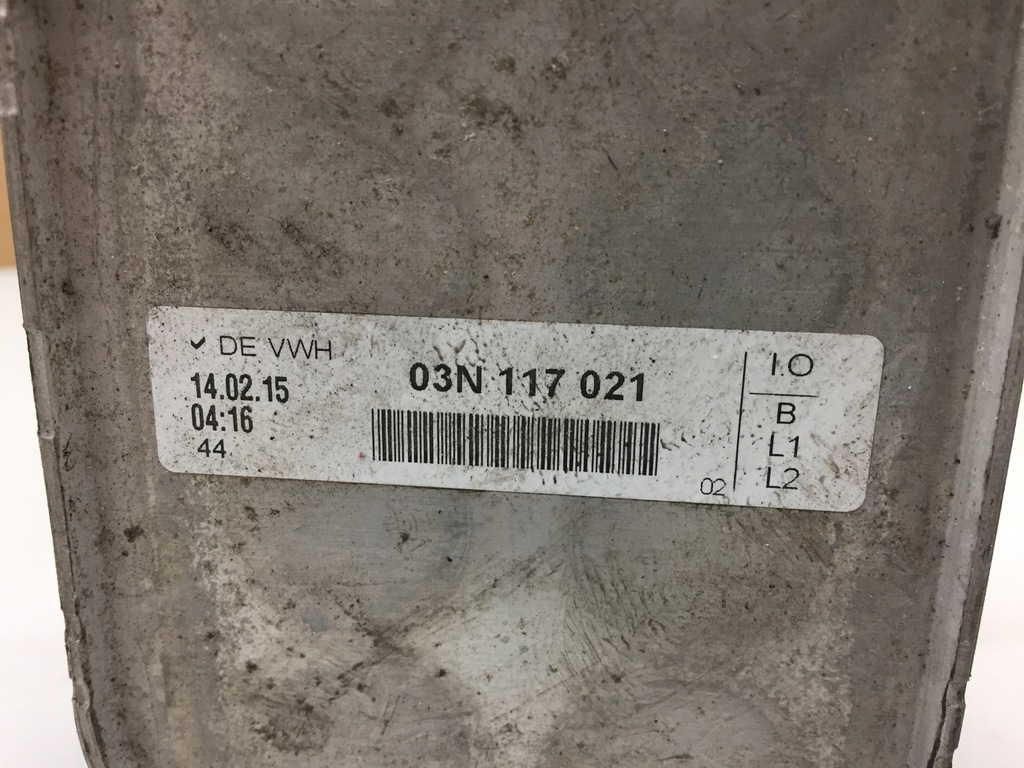 ✓ DE VWH
14.02.15
04:16
44
03N 117 021
02
I.O
B
L1
L2